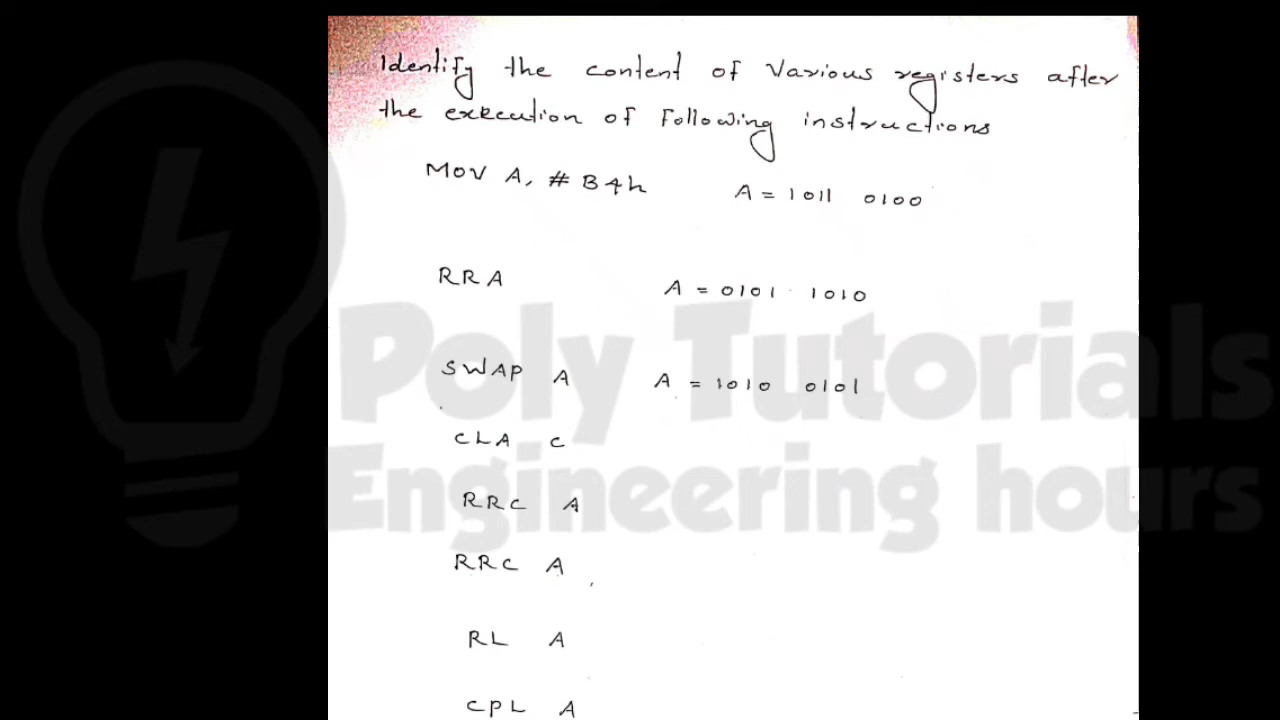 Identify the content of various registers after
the execution of following instructions
MOV A, # B4h A = 1011 0100
RRA A = 0101 1010
SWAP A A = 1010 0101
CLA C
RRC A
RRC A
RL A
CPL A
Poly Tutorials
Engineering hours